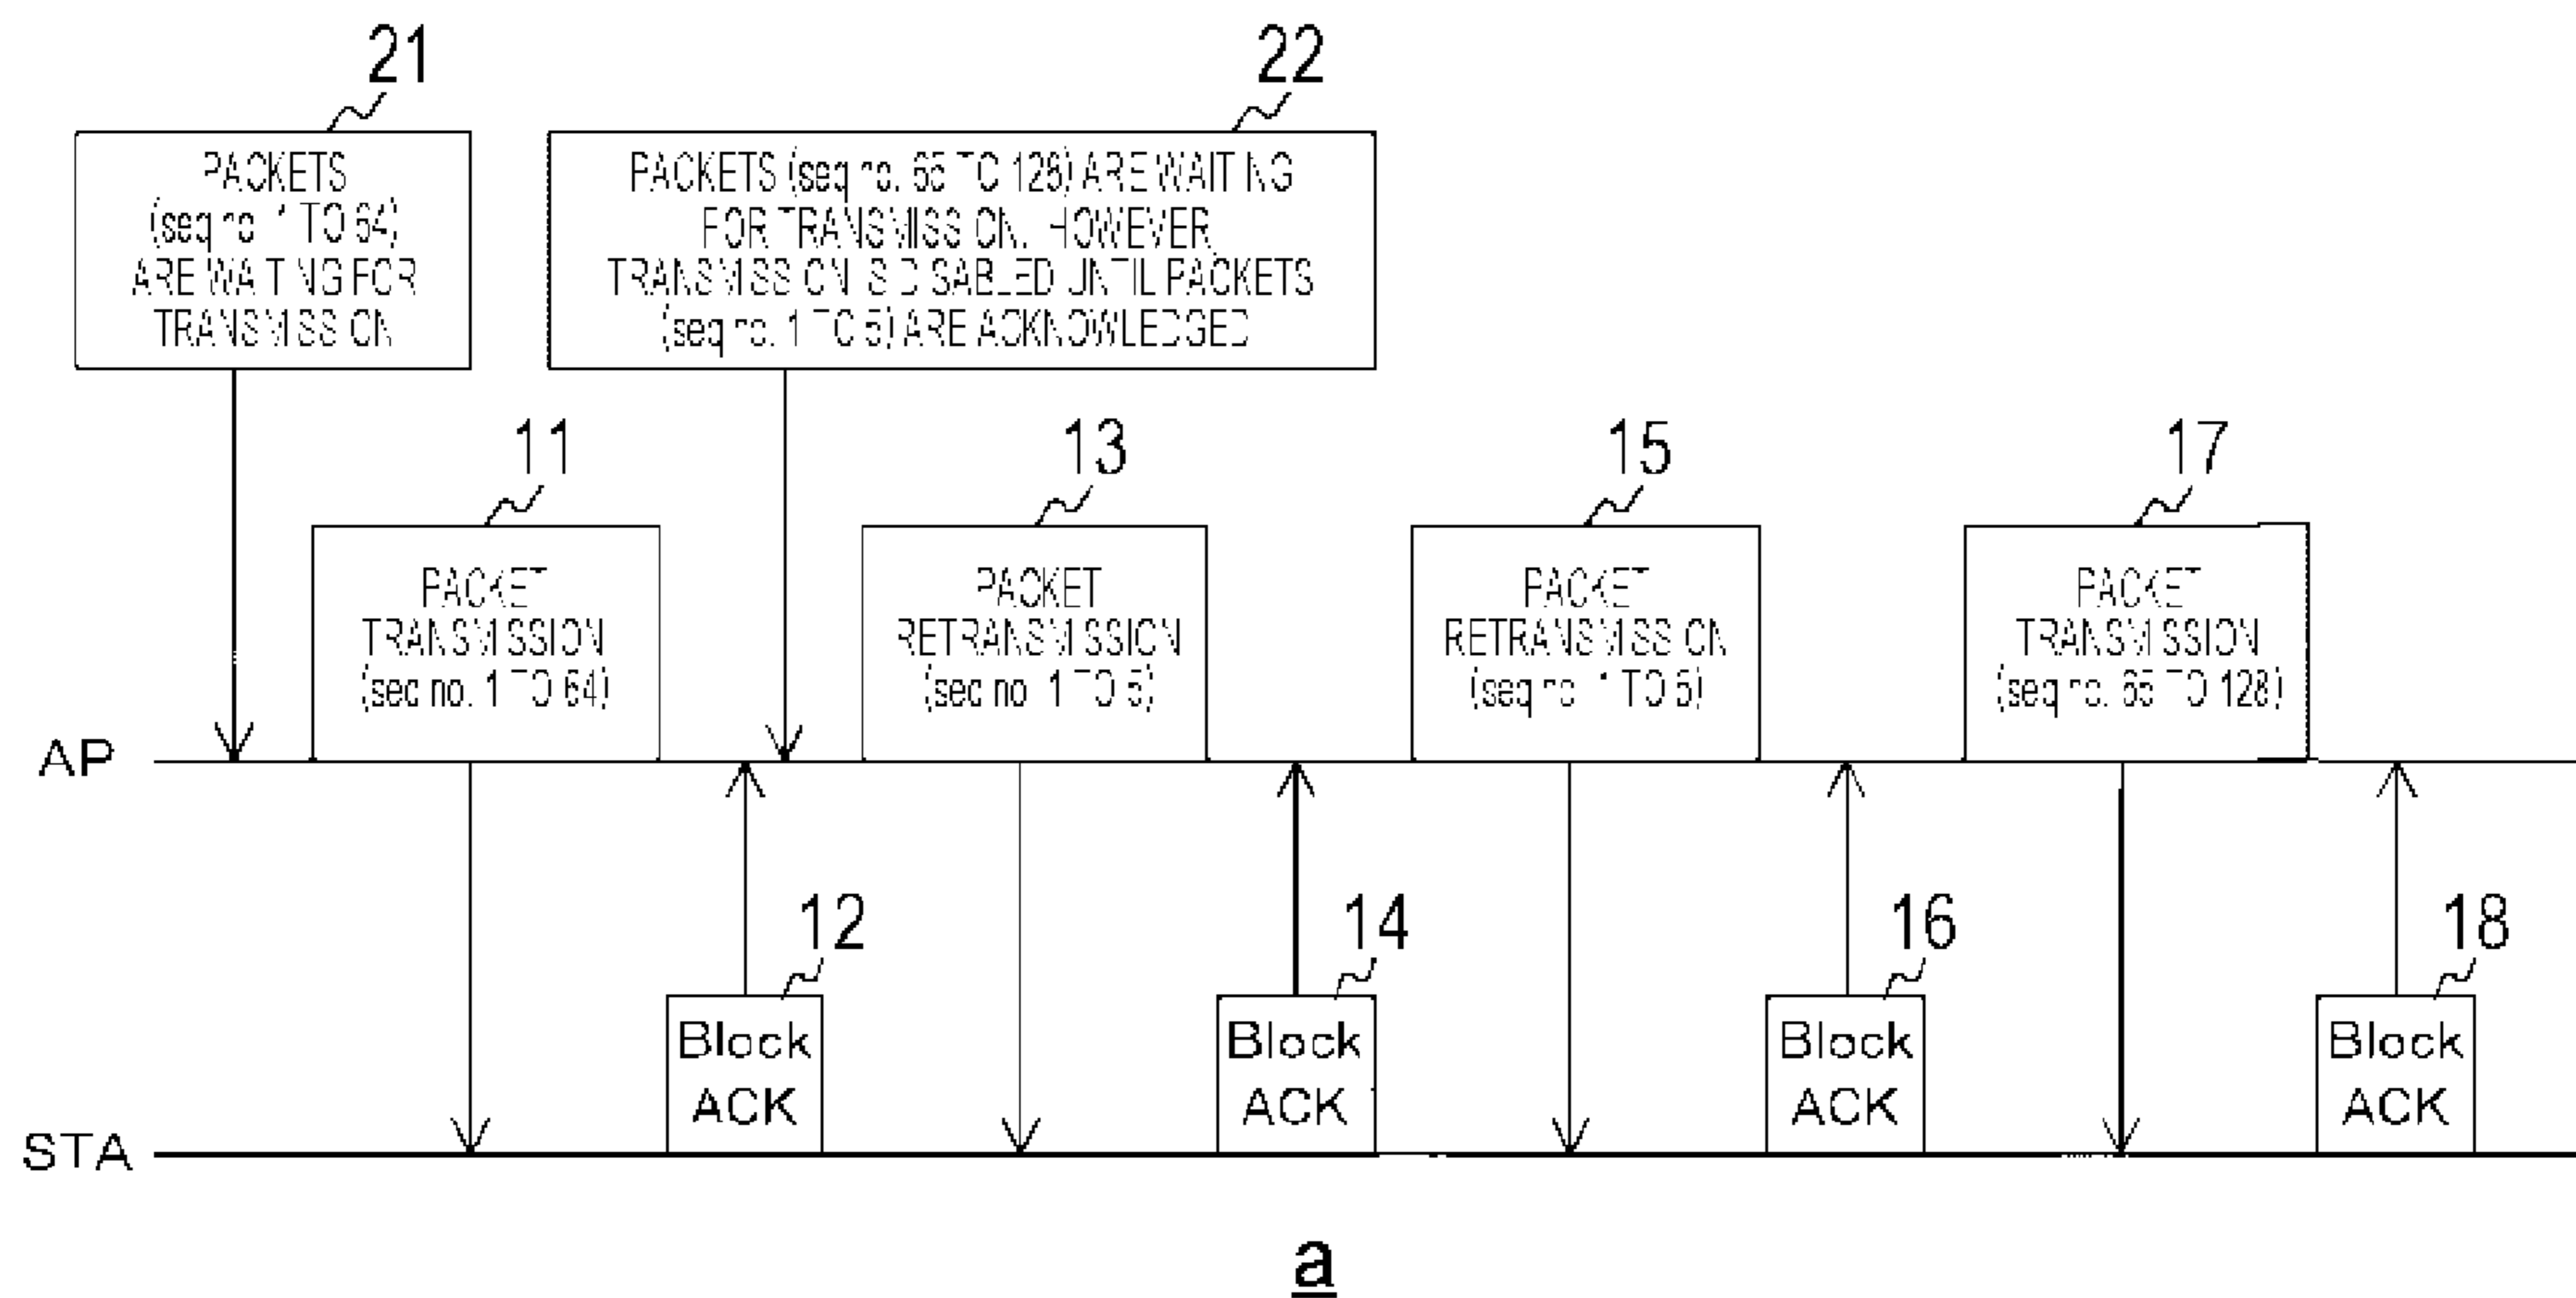 21
22
PACKETS
(seq no. 1 TO 64)
ARE WAITING FOR
TRANSMISSION
PACKETS (seq no. 65 TO 128) ARE WAITING
FOR TRANSMISSION. HOWEVER,
TRANSMISSION IS DISABLED UNTIL PACKETS
(seq no. 1 TO 5) ARE ACKNOWLEDGED
11
13
15
17
PACKET
TRANSMISSION
(seq no. 1 TO 64)
PACKET
RETRANSMISSION
(seq no. 1 TO 5)
PACKET
RETRANSMISSION
(seq no. 1 TO 5)
PACKET
TRANSMISSION
(seq no. 65 TO 128)
AP
12
14
16
18
Block
ACK
Block
ACK
Block
ACK
Block
ACK
STA
a